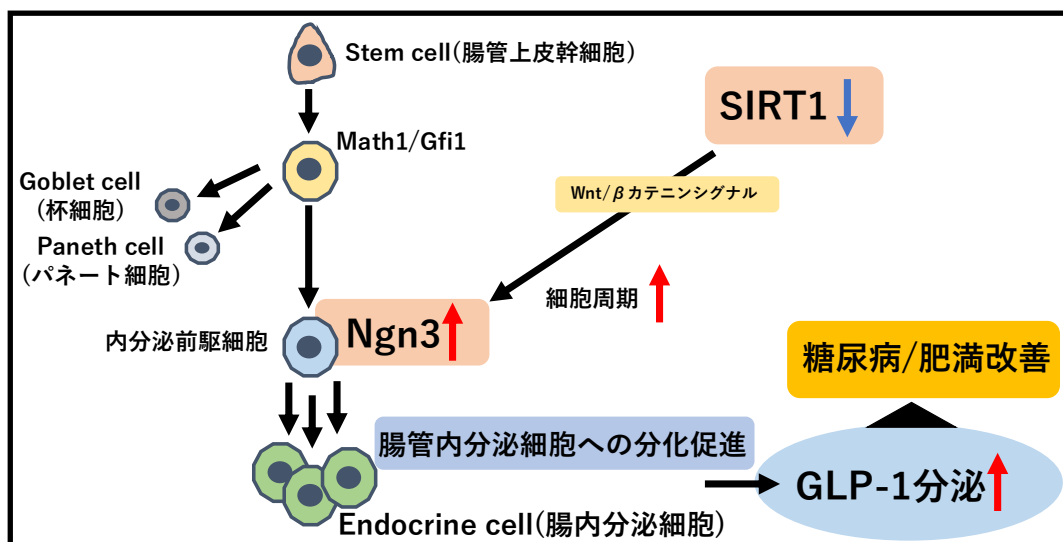 Stem cell(腸管上皮幹細胞)
SIRT1
Math1/Gfi1
Goblet cell
(杯細胞)
Wnt/βカテニンシグナル
Paneth cell
(パネート細胞)
細胞周期
内分泌前駆細胞
Ngn3
糖尿病/肥満改善
腸管内分泌細胞への分化促進
GLP-1分泌
Endocrine cell(腸内分泌細胞)